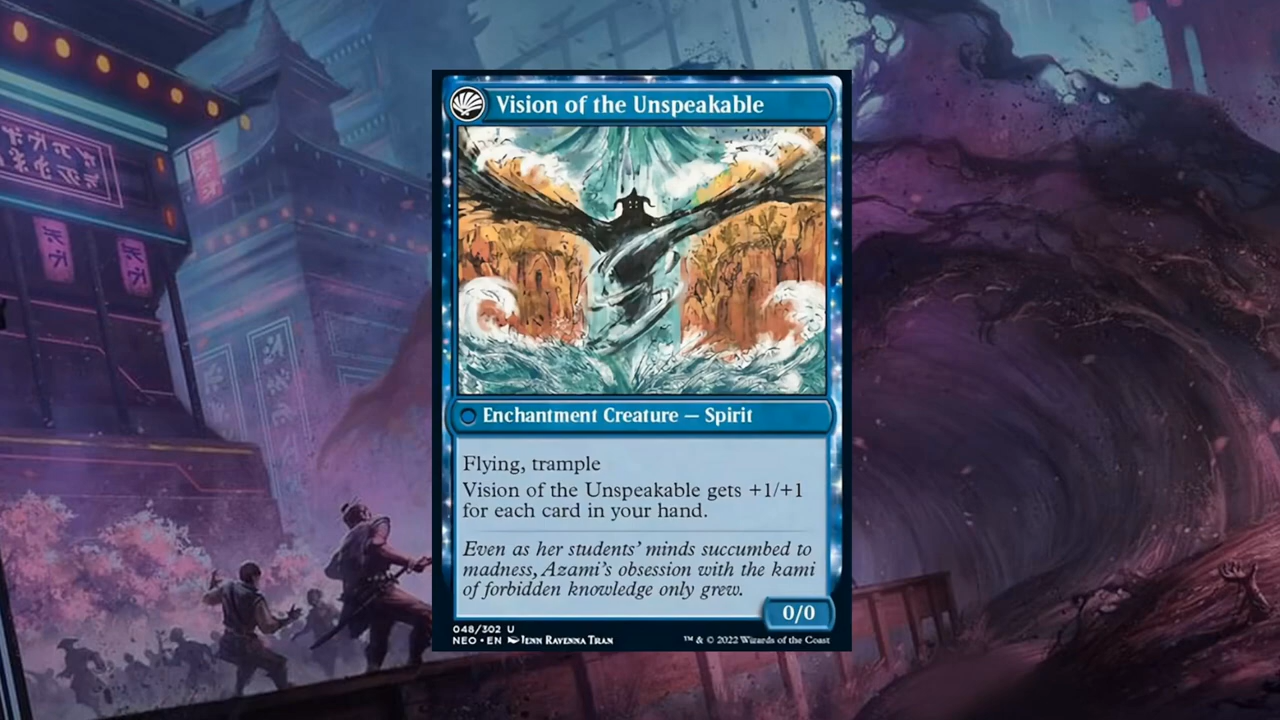 Vision of the Unspeakable
Enchantment Creature — Spirit
Flying, trample
Vision of the Unspeakable gets +1/+1
for each card in your hand.
Even as her students’ minds succumbed to
madness, Azami’s obsession with the kami
of forbidden knowledge only grew.
0/0
048/302 U
NEO • EN Jenn Ravenna Tran
™ & © 2022 Wizards of the Coast